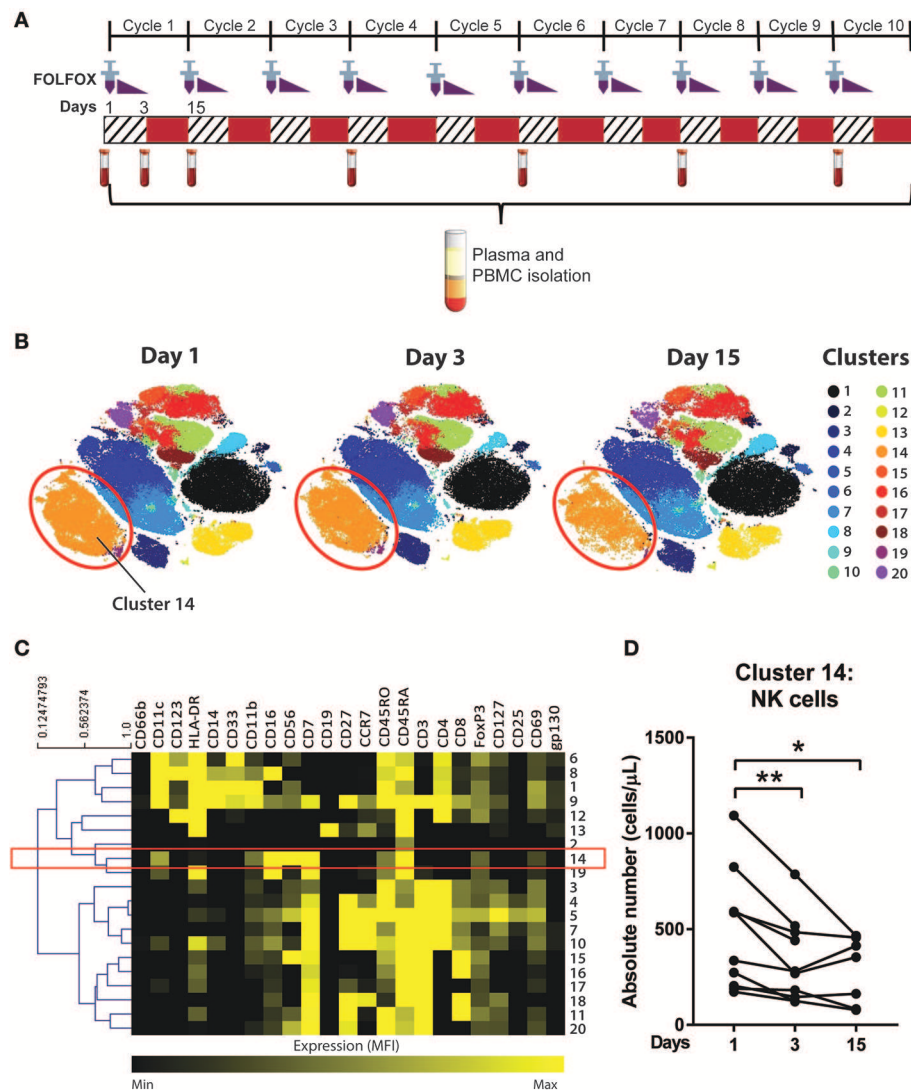 A
Cycle 1 Cycle 2 Cycle 3 Cycle 4 Cycle 5 Cycle 6 Cycle 7 Cycle 8 Cycle 9 Cycle 10
FOLFOX
Days 1 3 15
Plasma and
PBMC isolation
B
Day 1 Day 3 Day 15 Clusters
1 11
2 12
3 13
4 14
5 15
6 16
7 17
8 18
9 19
10 20
Cluster 14
C
0.12474793 0.562374 1.0
CD66b CD11c CD123 HLA-DR CD14 CD33 CD11b CD16 CD56 CD7 CD19 CD27 CCR7 CD45RO CD45RA CD3 CD4 CD8 FoxP3 CD127 CD25 CD69 gp130
6
8
1
9
12
13
2
14
19
3
4
5
7
10
15
16
17
18
11
20
Expression (MFI)
Min Max
D
Cluster 14:
NK cells
Absolute number (cells/µL)
1500
1000
500
0
*
**
Days 1 3 15